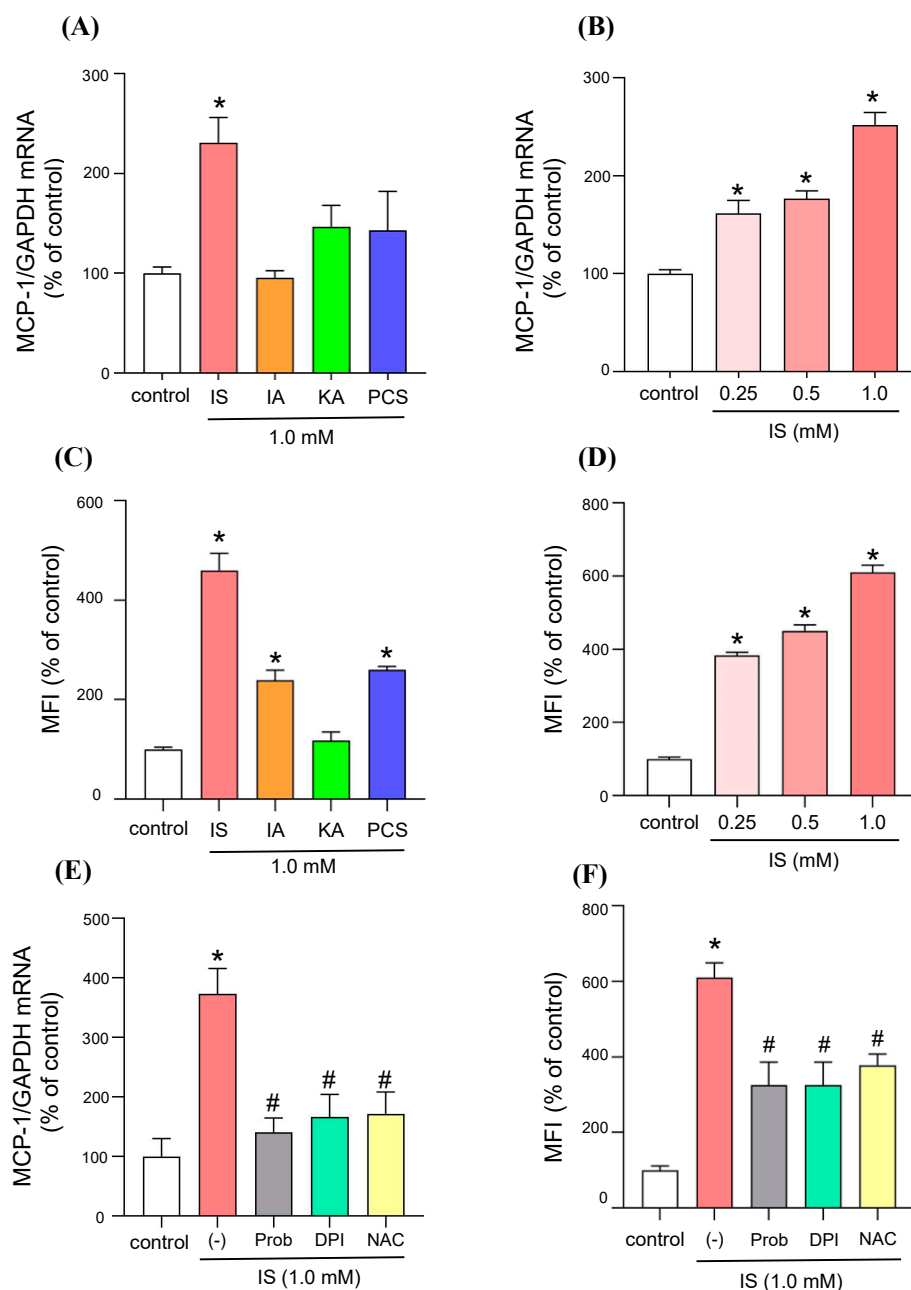 (A)
MCP-1/GAPDH mRNA
(% of control)
300
200
100
0
*
control IS IA KA PCS
1.0 mM
(B)
MCP-1/GAPDH mRNA
(% of control)
300
200
100
0
* * *
control 0.25 0.5 1.0
IS (mM)
(C)
MFI (% of control)
600
400
200
0
* * *
control IS IA KA PCS
1.0 mM
(D)
MFI (% of control)
800
600
400
200
0
* * *
control 0.25 0.5 1.0
IS (mM)
(E)
MCP-1/GAPDH mRNA
(% of control)
500
400
300
200
100
0
* # # #
control (-) Prob DPI NAC
IS (1.0 mM)
(F)
MFI (% of control)
800
600
400
200
0
* # # #
control (-) Prob DPI NAC
IS (1.0 mM)